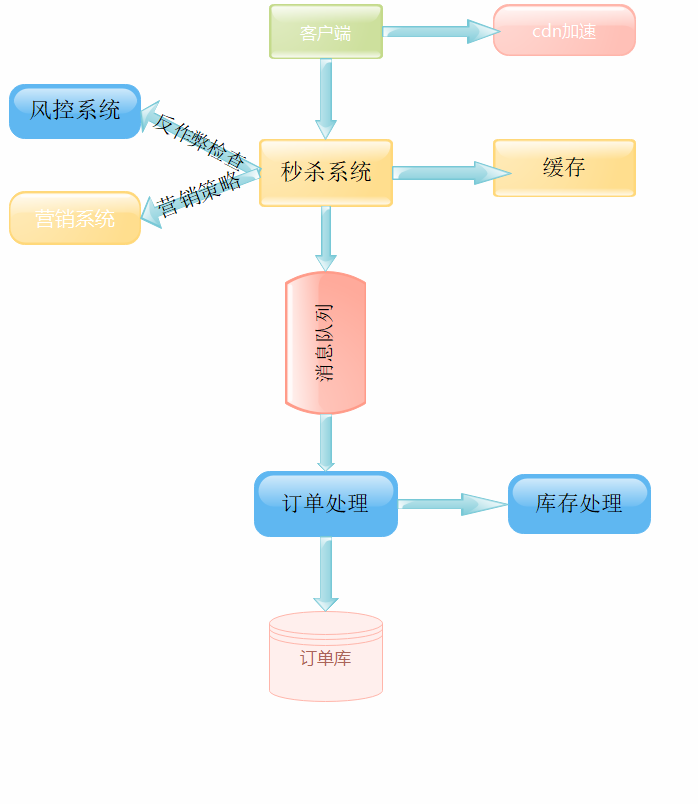 客户端
cdn加速
风控系统
反作弊检查
秒杀系统
缓存
营销策略
营销系统
消息队列
订单处理
库存处理
订单库